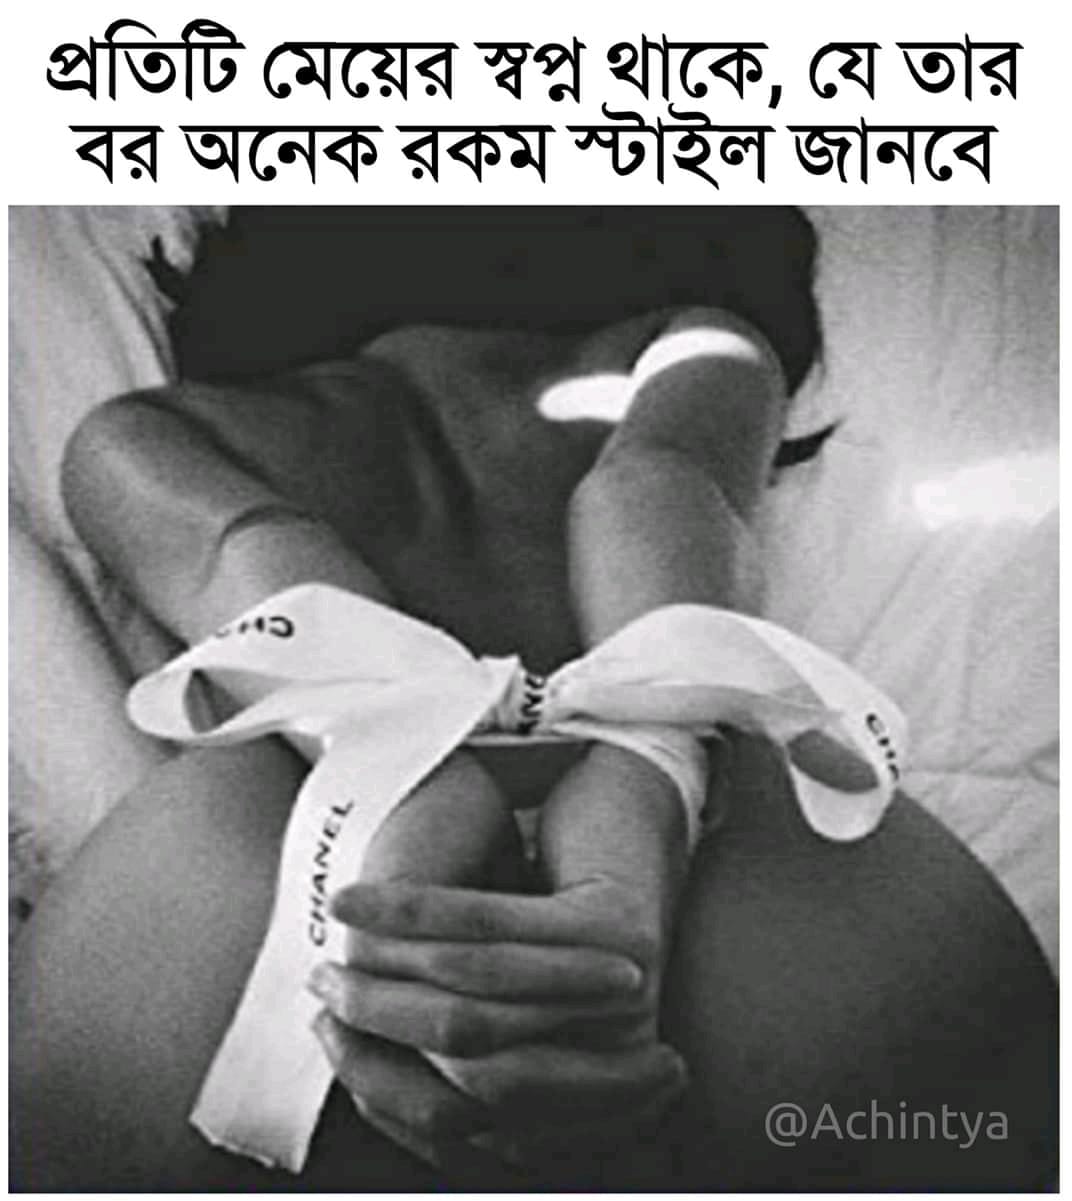 প্রতিটি মেয়ের স্বপ্ন থাকে, যে তার
বর অনেক রকম স্টাইল জানবে
CHANEL
@Achintya